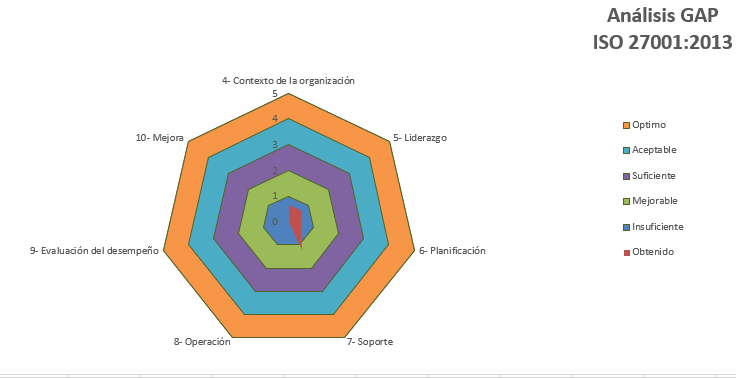 Análisis GAP
ISO 27001:2013
4- Contexto de la organización
5
4
3
2
1
0
10- Mejora
5- Liderazgo
9- Evaluación del desempeño
6- Planificación
8- Operación
7- Soporte
Optimo
Aceptable
Suficiente
Mejorable
Insuficiente
Obtenido